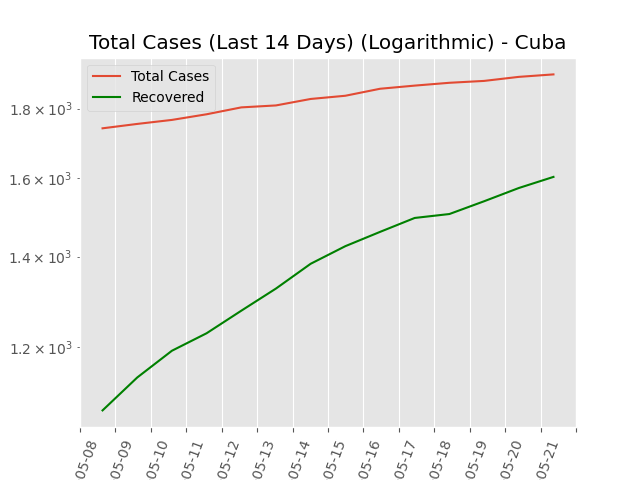 Total Cases (Last 14 Days) (Logarithmic) - Cuba
Total Cases
Recovered
1.8 × 10³
1.6 × 10³
1.4 × 10³
1.2 × 10³
05-08
05-09
05-10
05-11
05-12
05-13
05-14
05-15
05-16
05-17
05-18
05-19
05-20
05-21